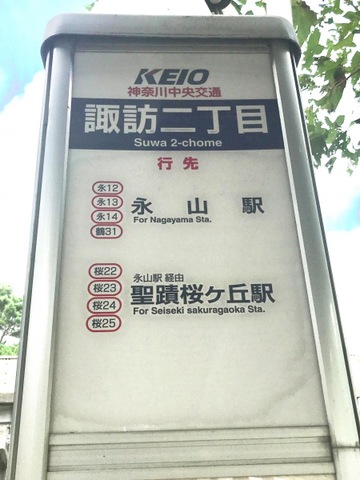 KEIO
神奈川中央交通
諏訪二丁目
Suwa 2-chome
行先
永12
永13
永14
鶴31
永山駅
For Nagayama Sta.
桜22
桜23
桜24
桜25
永山駅 経由
聖蹟桜ヶ丘駅
For Seiseki sakuragaoka Sta.